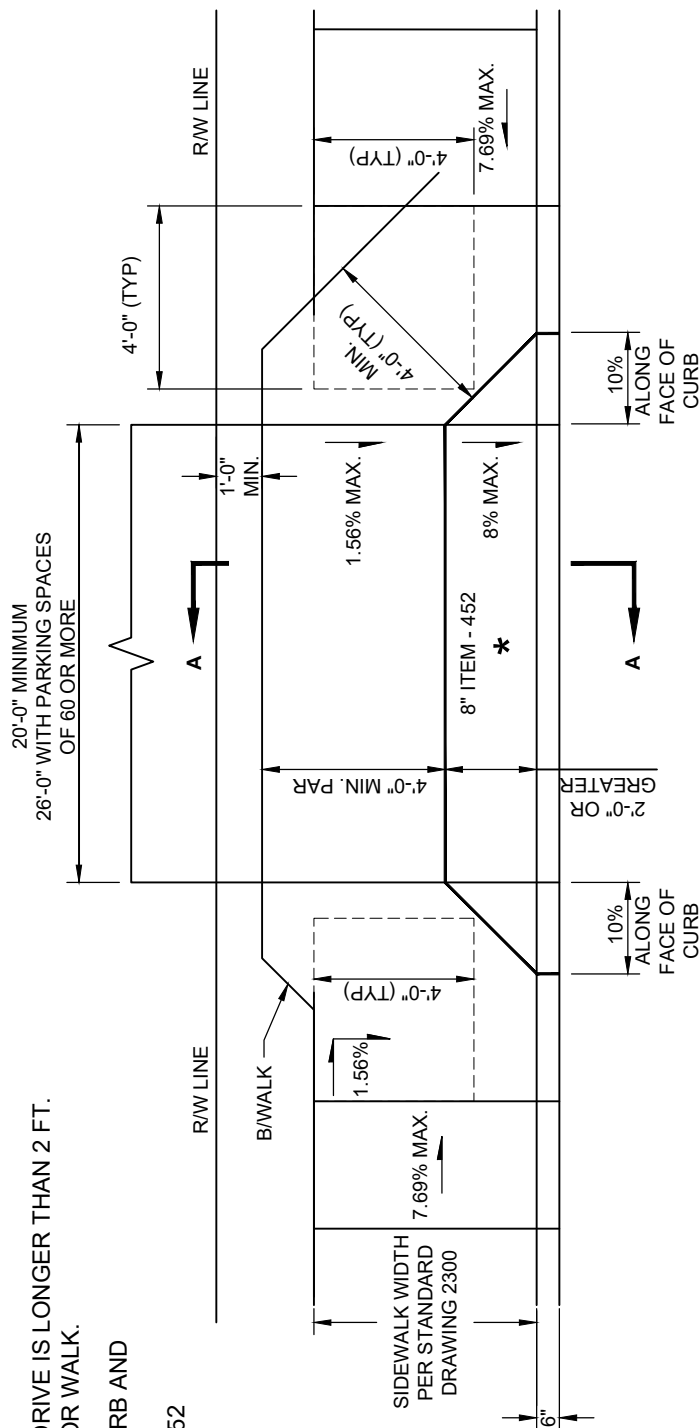 DRIVE IS LONGER THAN 2 FT.
OR WALK.
RB AND
52
20'-0" MINIMUM
26'-0" WITH PARKING SPACES
OF 60 OR MORE
R/W LINE
R/W LINE
4'-0" (TYP)
1'-0"
MIN.
B/WALK
A
4'-0" MIN. PAR
1.56% MAX.
4'-0" (TYP)
MIN.
4'-0" (TYP)
4'-0" (TYP)
1.56%
7.69% MAX.
7.69% MAX.
SIDEWALK WIDTH
PER STANDARD
DRAWING 2300
8" ITEM - 452
*
8% MAX.
2'-0" OR
GREATER
A
6"
10%
ALONG
FACE OF
CURB
10%
ALONG
FACE OF
CURB